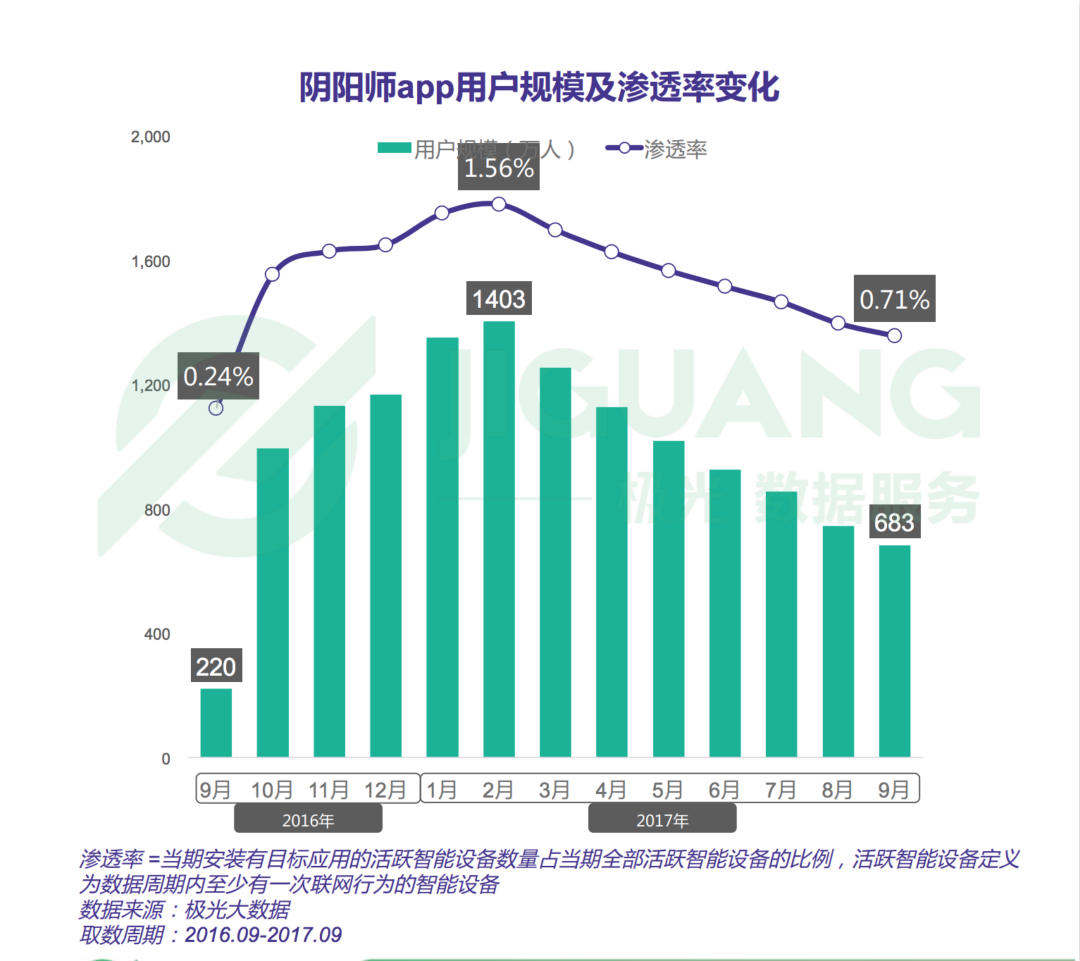 阴阳师app用户规模及渗透率变化
用户规模（万人） 渗透率
2,000
1,600
1,200
800
400
0
1.56%
0.71%
0.24%
1403
683
220
JIGUANG
极光 数据服务
9月 10月 11月 12月 1月 2月 3月 4月 5月 6月 7月 8月 9月
2016年 2017年
渗透率 =当期安装有目标应用的活跃智能设备数量占当期全部活跃智能设备的比例，活跃智能设备定义
为数据周期内至少有一次联网行为的智能设备
数据来源：极光大数据
取数周期：2016.09-2017.09